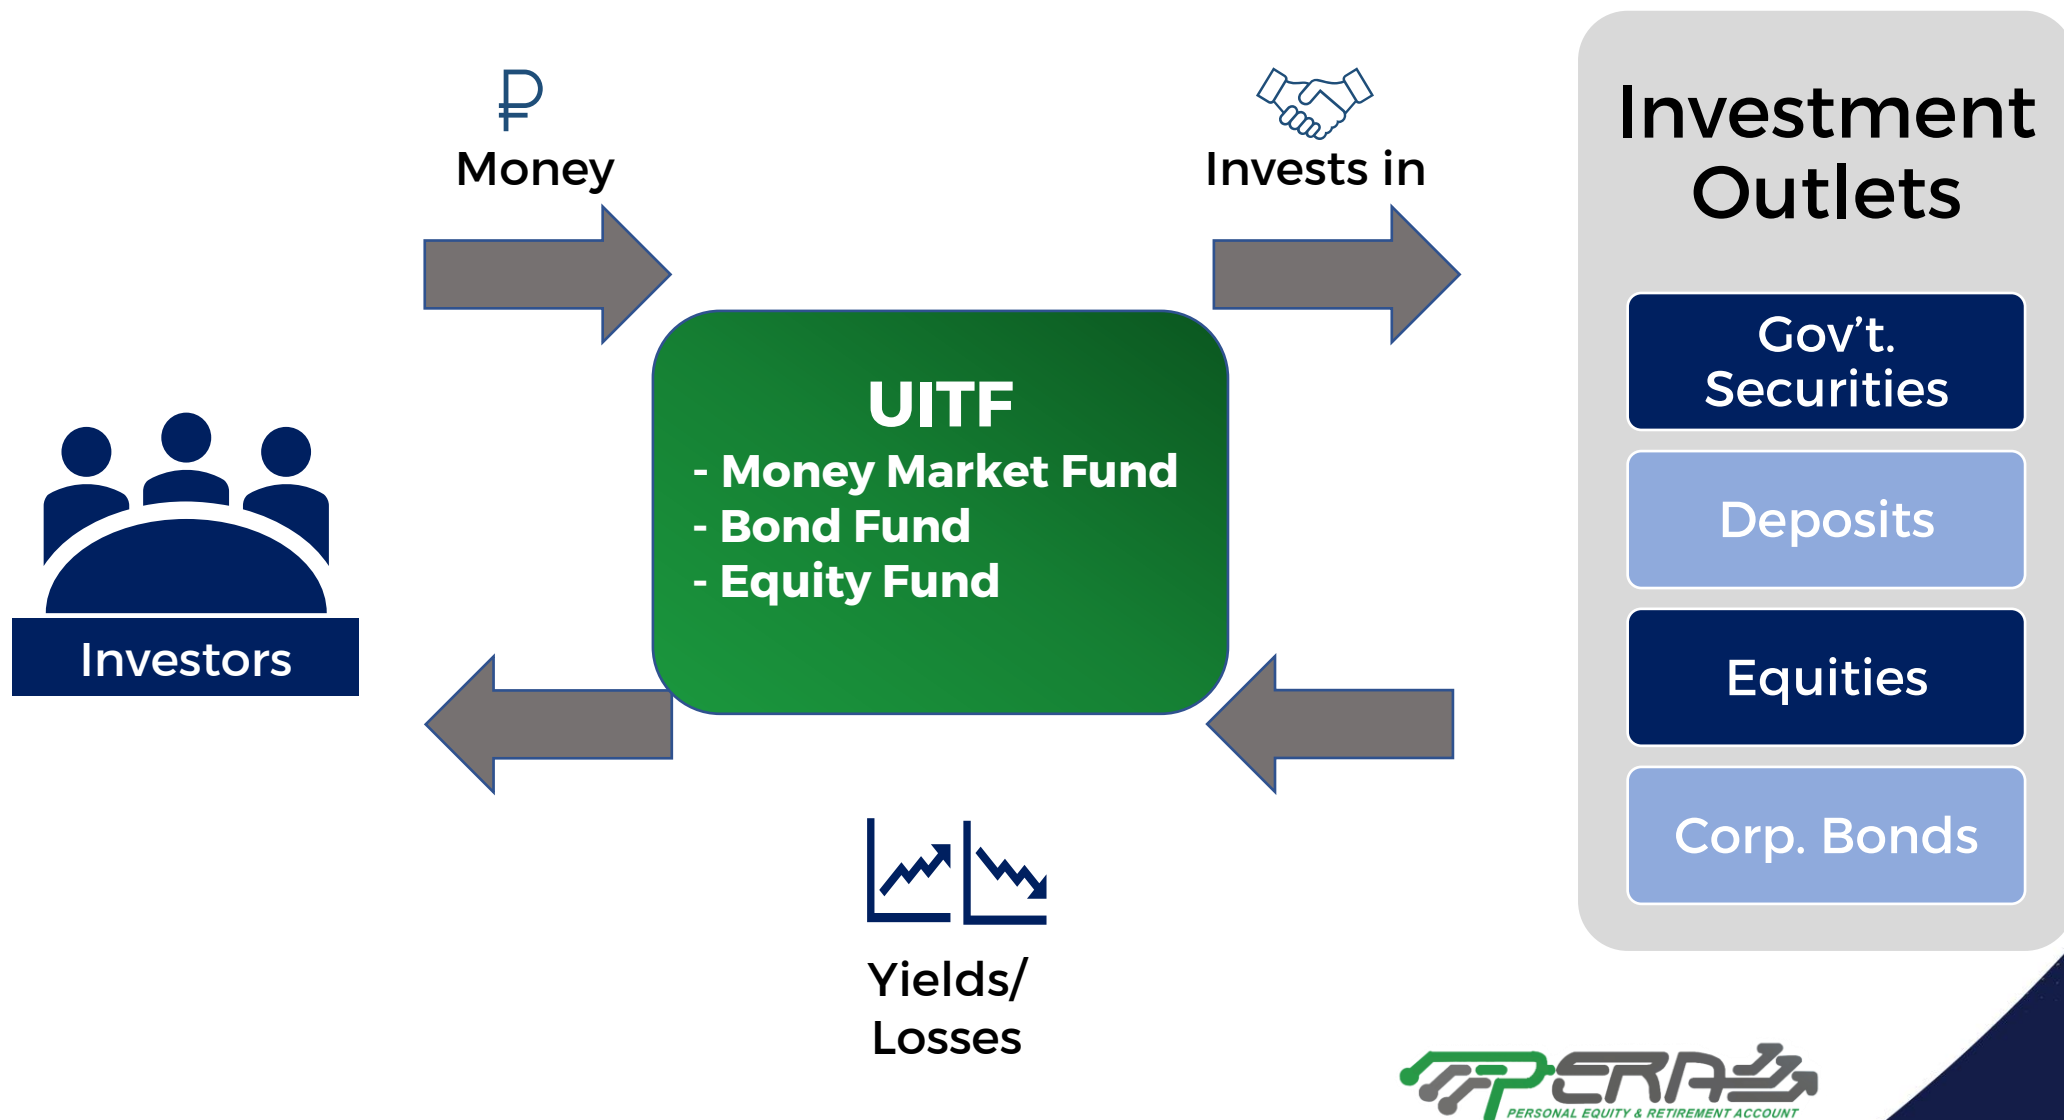 Money
Invests in
Investment
Outlets
UITF
- Money Market Fund
- Bond Fund
- Equity Fund
Gov’t.
Securities
Deposits
Equities
Corp. Bonds
Investors
Yields/
Losses
PERA
PERSONAL EQUITY & RETIREMENT ACCOUNT